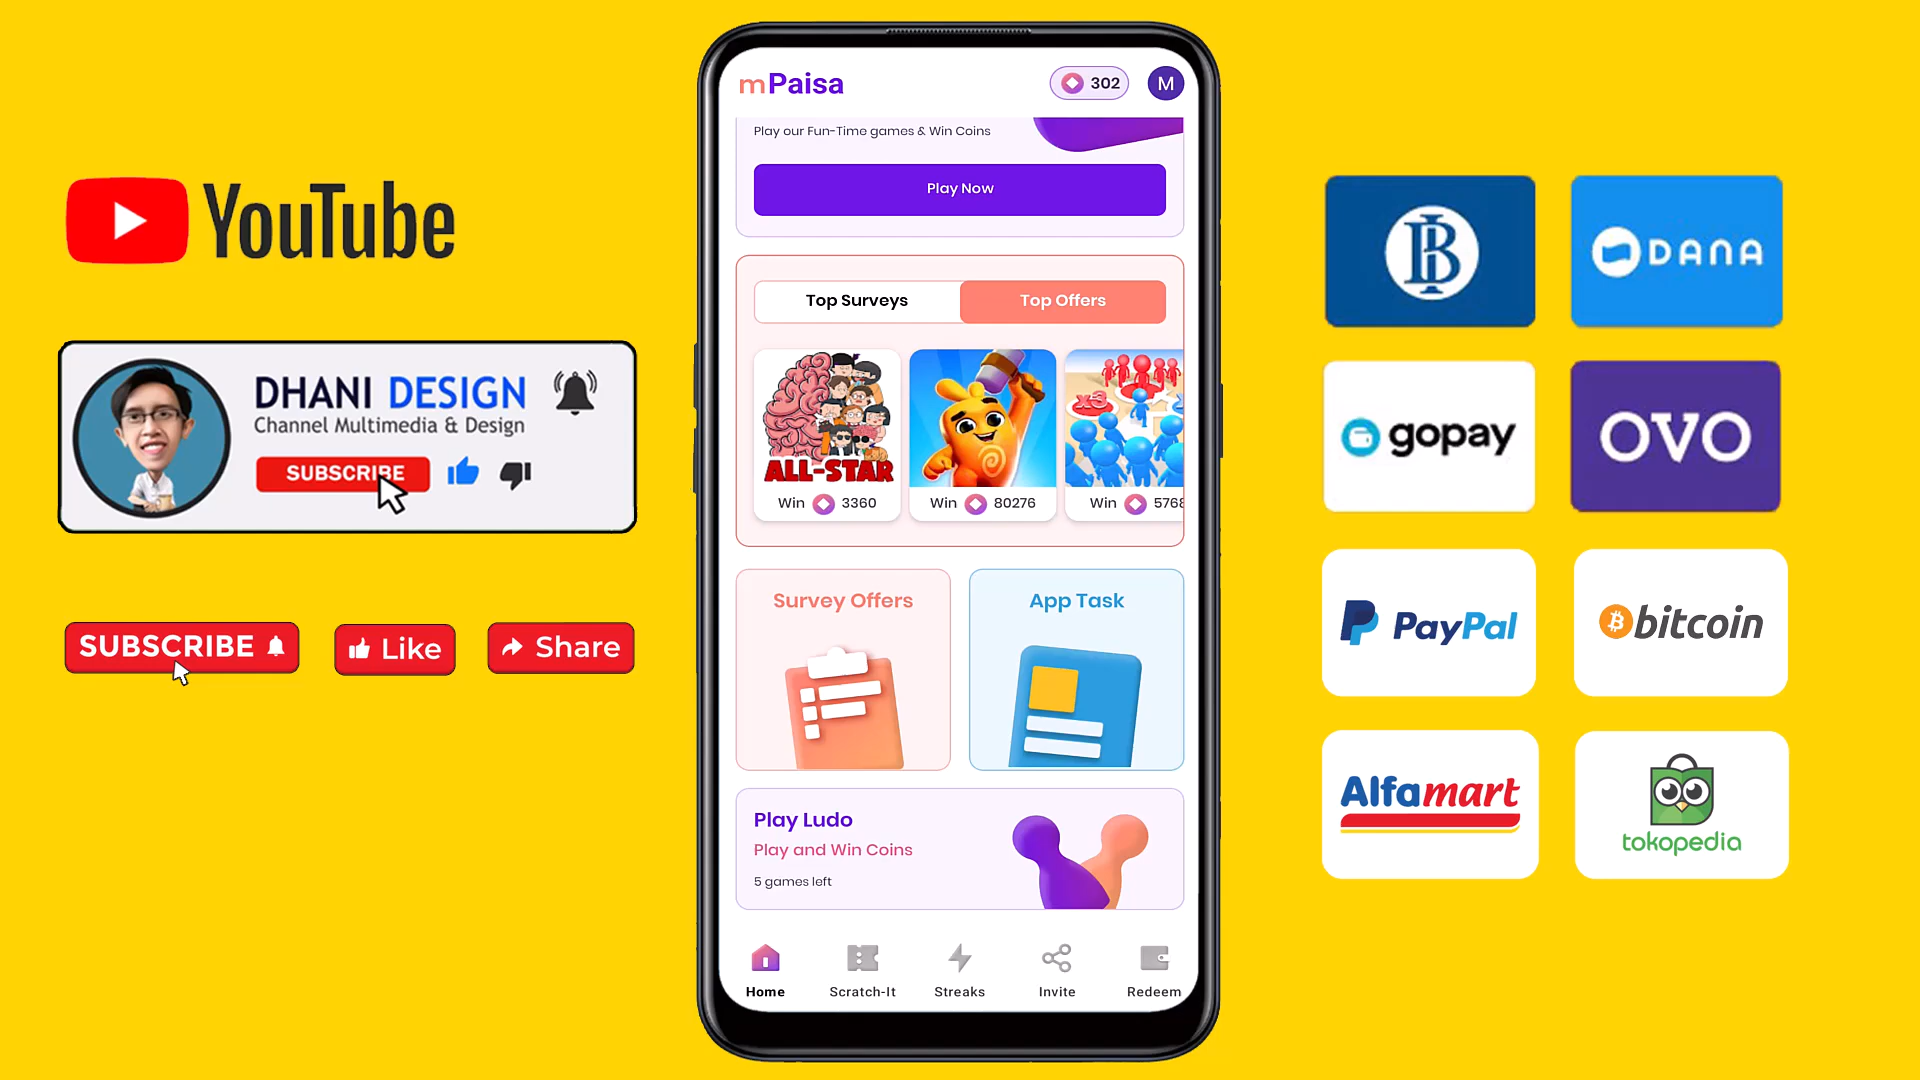 YouTube
DHANI DESIGN
Channel Multimedia & Design
SUBSCRIBE
SUBSCRIBE
Like
Share
mPaisa
302
M
Play our Fun-Time games & Win Coins
Play Now
Top Surveys
Top Offers
ALL-STAR
x3
Win 3360
Win 80276
Win 5768
Survey Offers
App Task
Play Ludo
Play and Win Coins
5 games left
Home
Scratch-It
Streaks
Invite
Redeem
DANA
gopay
OVO
PayPal
bitcoin
Alfamart
tokopedia